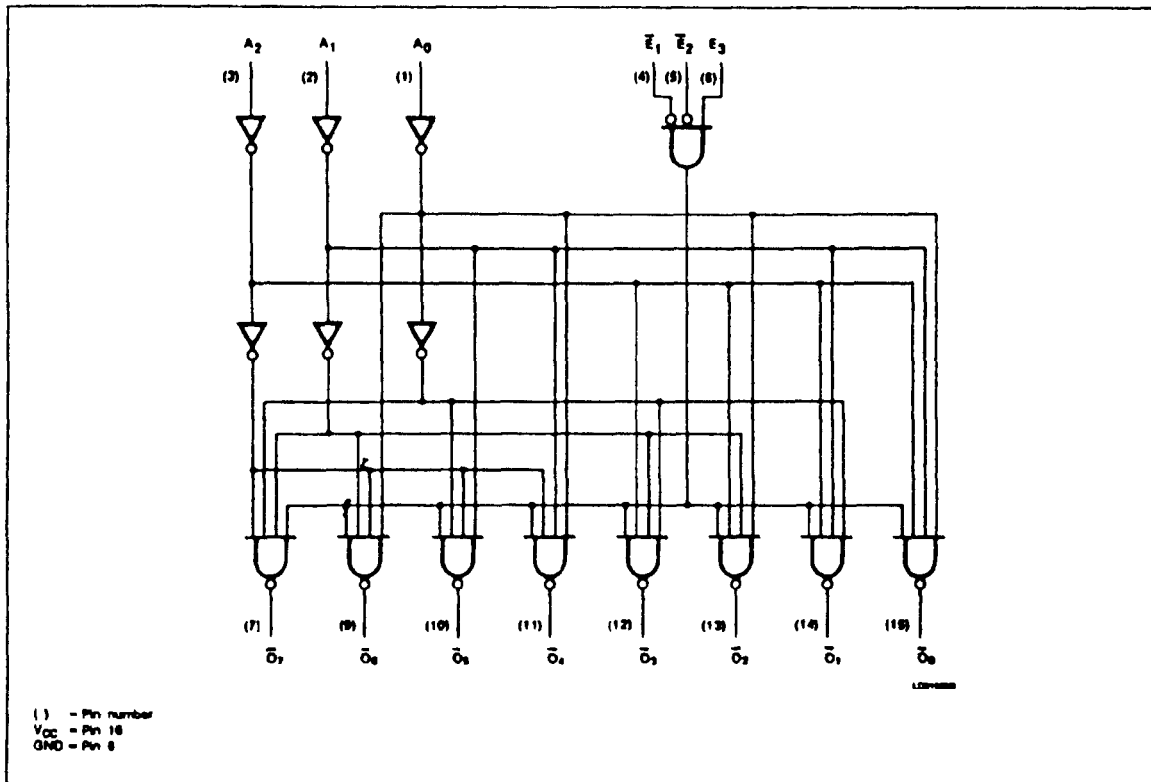 A₂ A₁ A₀ Ē₁ Ē₂ E₃
(3) (2) (1) (4) (5) (6)
(7) (9) (10) (11) (12) (13) (14) (15)
Ō₇ Ō₆ Ō₅ Ō₄ Ō₃ Ō₂ Ō₁ Ō₀
( ) = Pin number
V_CC = Pin 16
GND = Pin 8